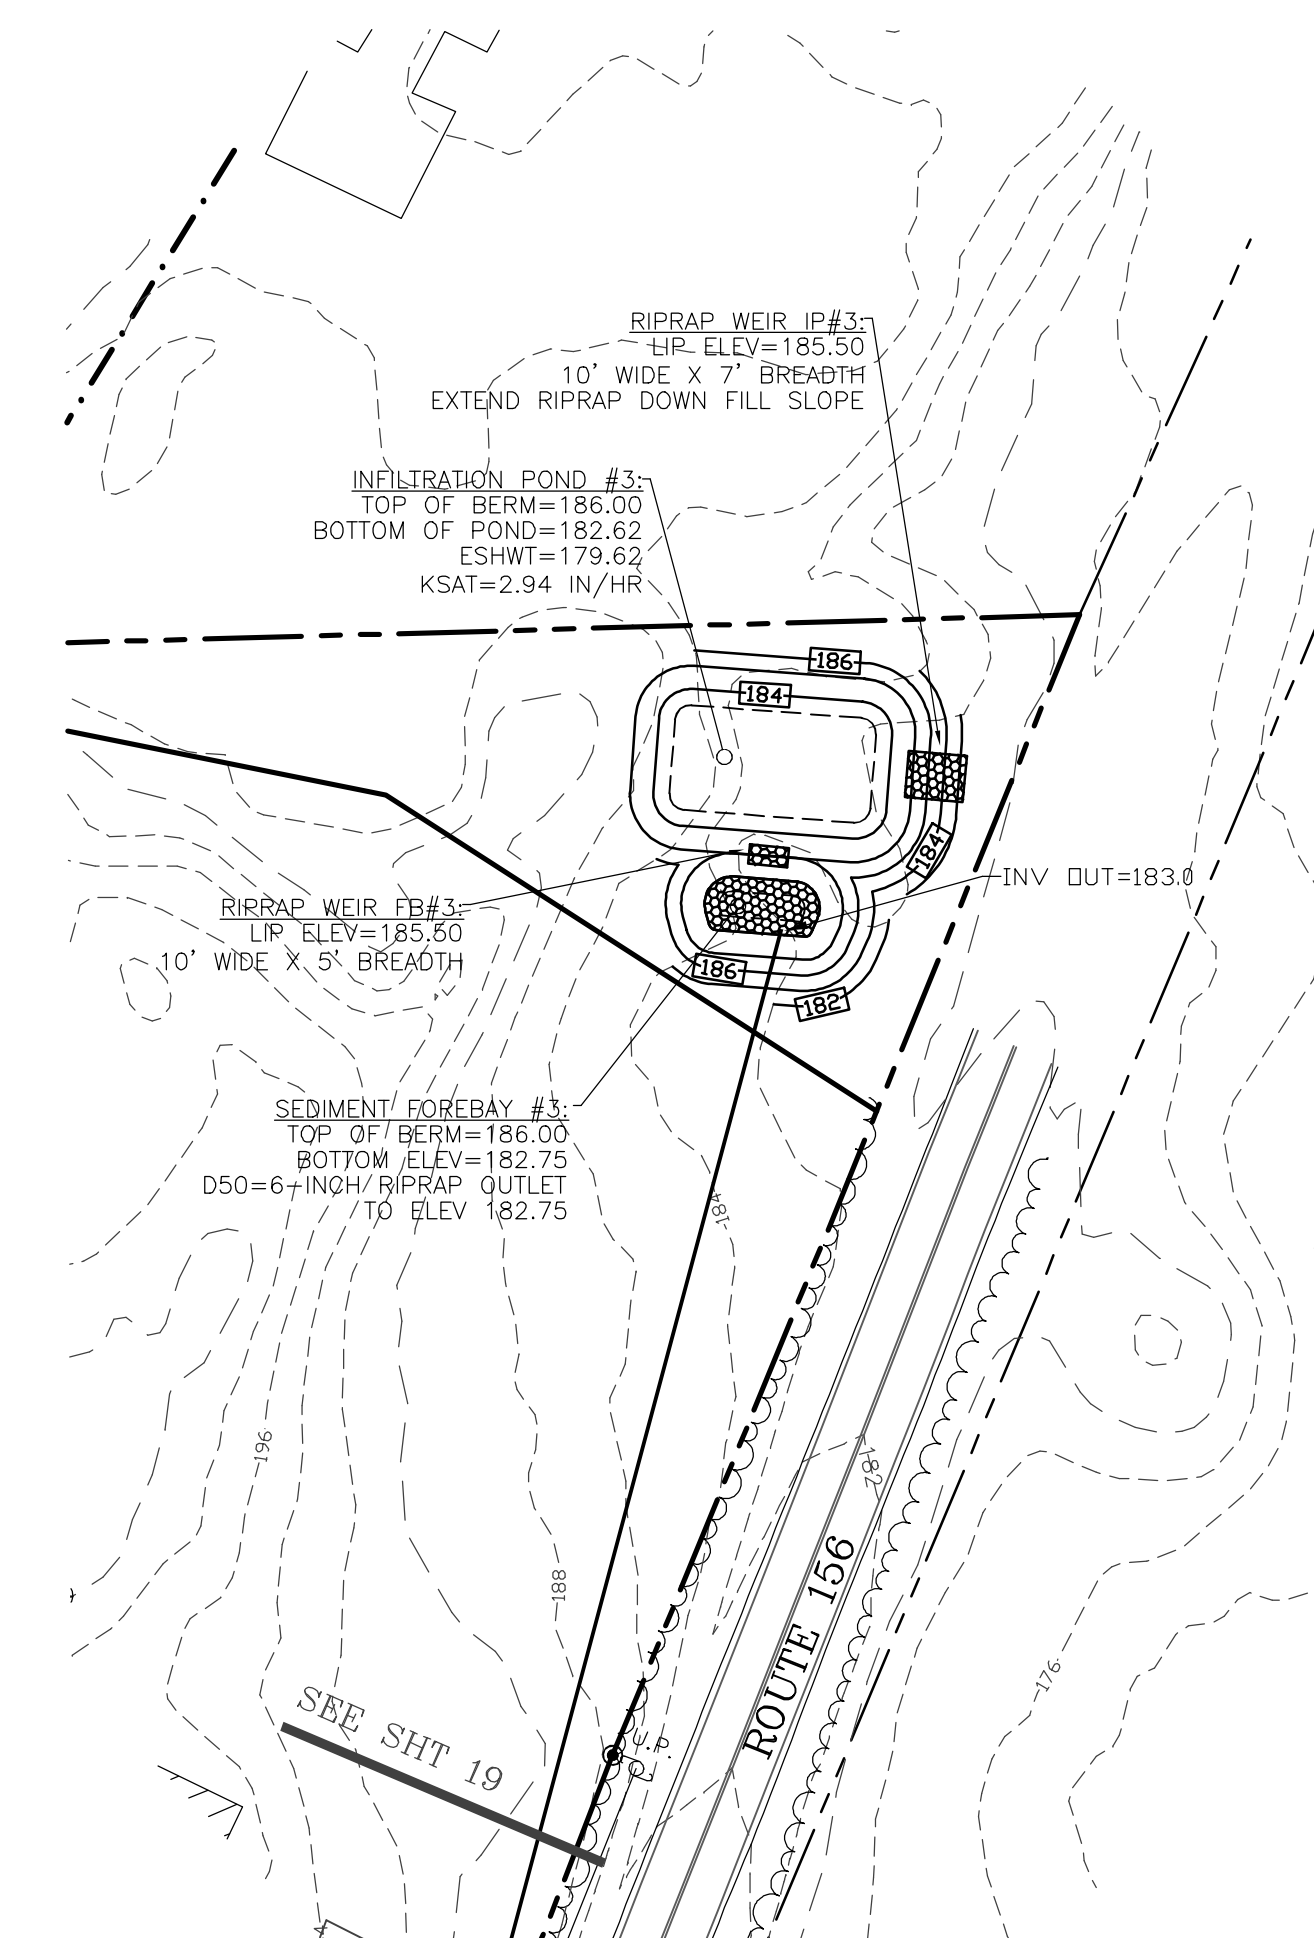 RIPRAP WEIR IP#3:
LIP ELEV=185.50
10' WIDE X 7' BREADTH
EXTEND RIPRAP DOWN FILL SLOPE
INFILTRATION POND #3:
TOP OF BERM=186.00
BOTTOM OF POND=182.62
ESHWT=179.62
KSAT=2.94 IN/HR
186
184
184
INV OUT=183.0
RIPRAP WEIR FB#3:
LIP ELEV=185.50
10' WIDE X 5' BREADTH
186
182
SEDIMENT FOREBAY #3:
TOP OF BERM=186.00
BOTTOM ELEV=182.75
D50=6-INCH RIPRAP OUTLET
TO ELEV 182.75
184
196
182
188
ROUTE 156
176
SEE SHT 19
U.P.
4